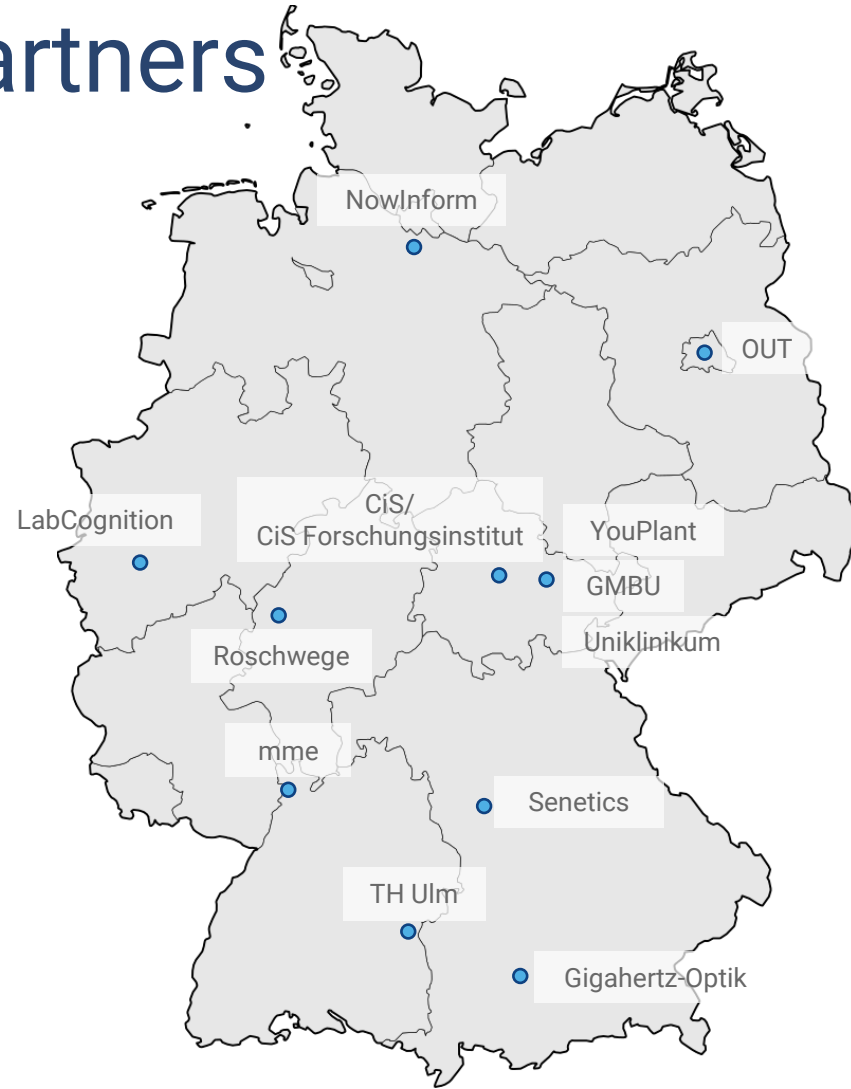 artners
NowInform
OUT
CiS/
CiS Forschungsinstitut
LabCognition
YouPlant
GMBU
Uniklinikum
Roschwege
mme
Senetics
TH Ulm
Gigahertz-Optik